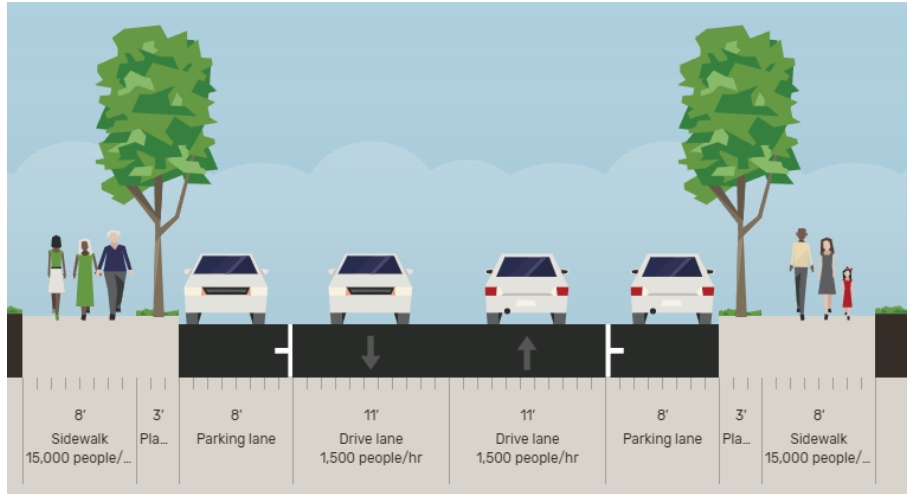 8′
Sidewalk
15,000 people/...
3′
Pla...
8′
Parking lane
11′
Drive lane
1,500 people/hr
11′
Drive lane
1,500 people/hr
8′
Parking lane
3′
Pla...
8′
Sidewalk
15,000 people/...